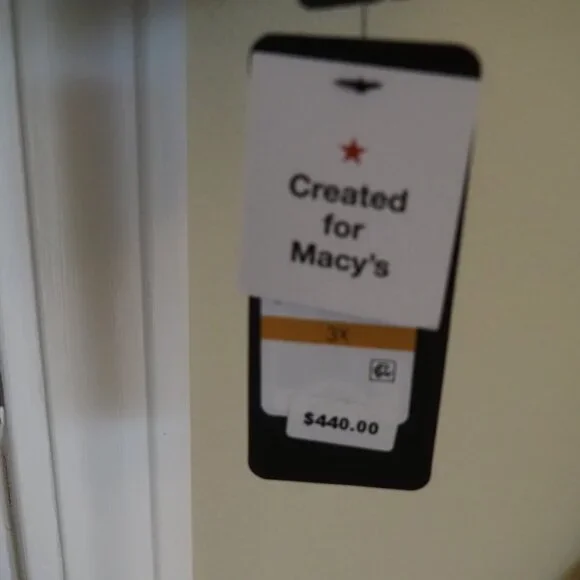 Created
for
Macy's
3X
$440.00